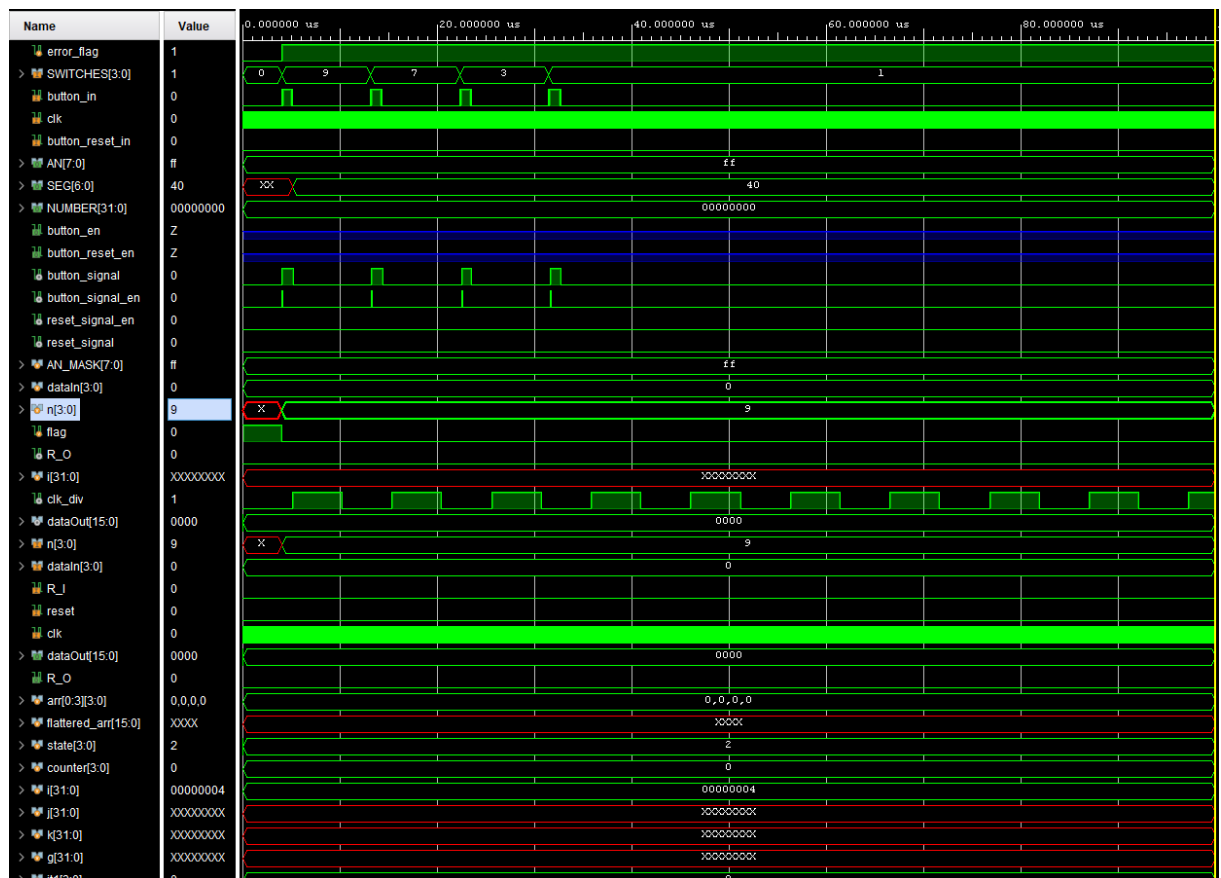 Name Value 0.000000 us 20.000000 us 40.000000 us 60.000000 us 80.000000 us
error_flag 1
SWITCHES[3:0] 1 0 9 7 3 1
button_in 0
clk 0
button_reset_in 0
AN[7:0] ff ff
SEG[6:0] 40 XX 40
NUMBER[31:0] 00000000 00000000
button_en Z
button_reset_en Z
button_signal 0
button_signal_en 0
reset_signal_en 0
reset_signal 0
AN_MASK[7:0] ff ff
dataIn[3:0] 0 0
n[3:0] 9 X 9
flag 0
R_O 0
i[31:0] XXXXXXXX XXXXXXXX
clk_div 1
dataOut[15:0] 0000 0000
n[3:0] 9 X 9
dataIn[3:0] 0 0
R_I 0
reset 0
clk 0
dataOut[15:0] 0000 0000
R_O 0
arr[0:3][3:0] 0,0,0,0 0,0,0,0
flattered_arr[15:0] XXXX XXXX
state[3:0] 2 2
counter[3:0] 0 0
i[31:0] 00000004 00000004
j[31:0] XXXXXXXX XXXXXXXX
k[31:0] XXXXXXXX XXXXXXXX
g[31:0] XXXXXXXX XXXXXXXX